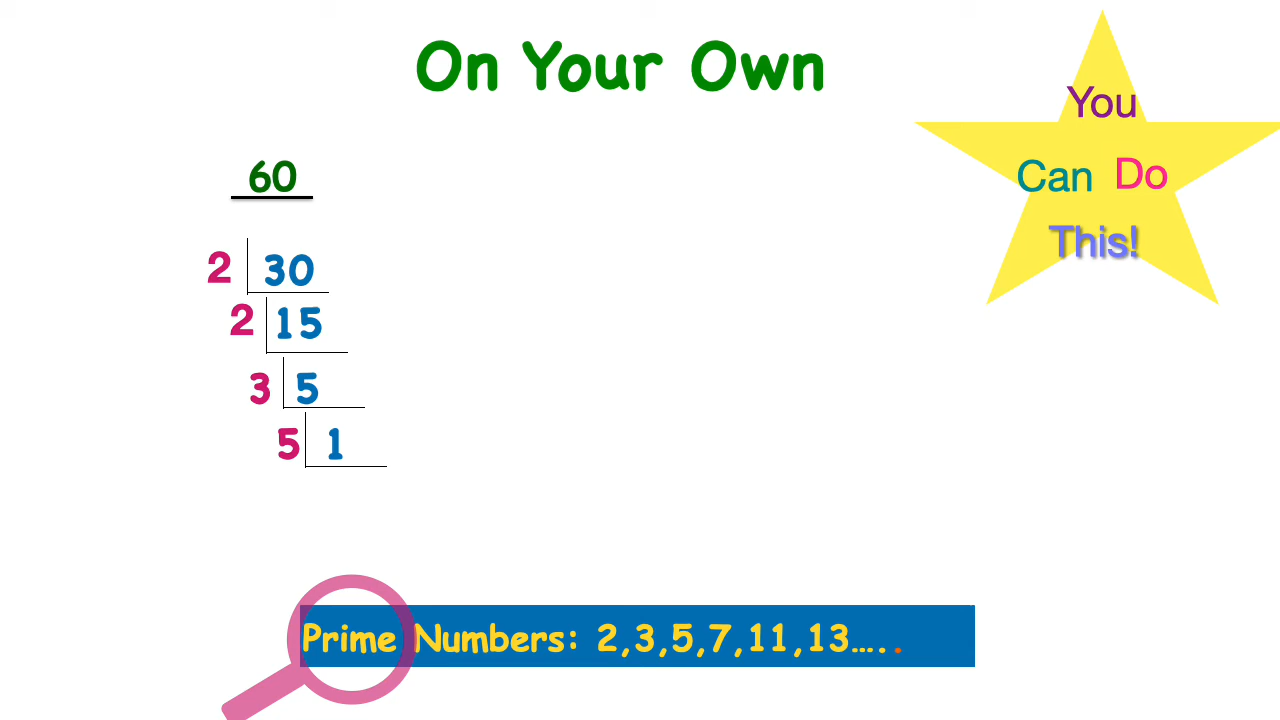 On Your Own
You
Can Do
This!
60
2 30
2 15
3 5
5 1
Prime Numbers: 2,3,5,7,11,13.....